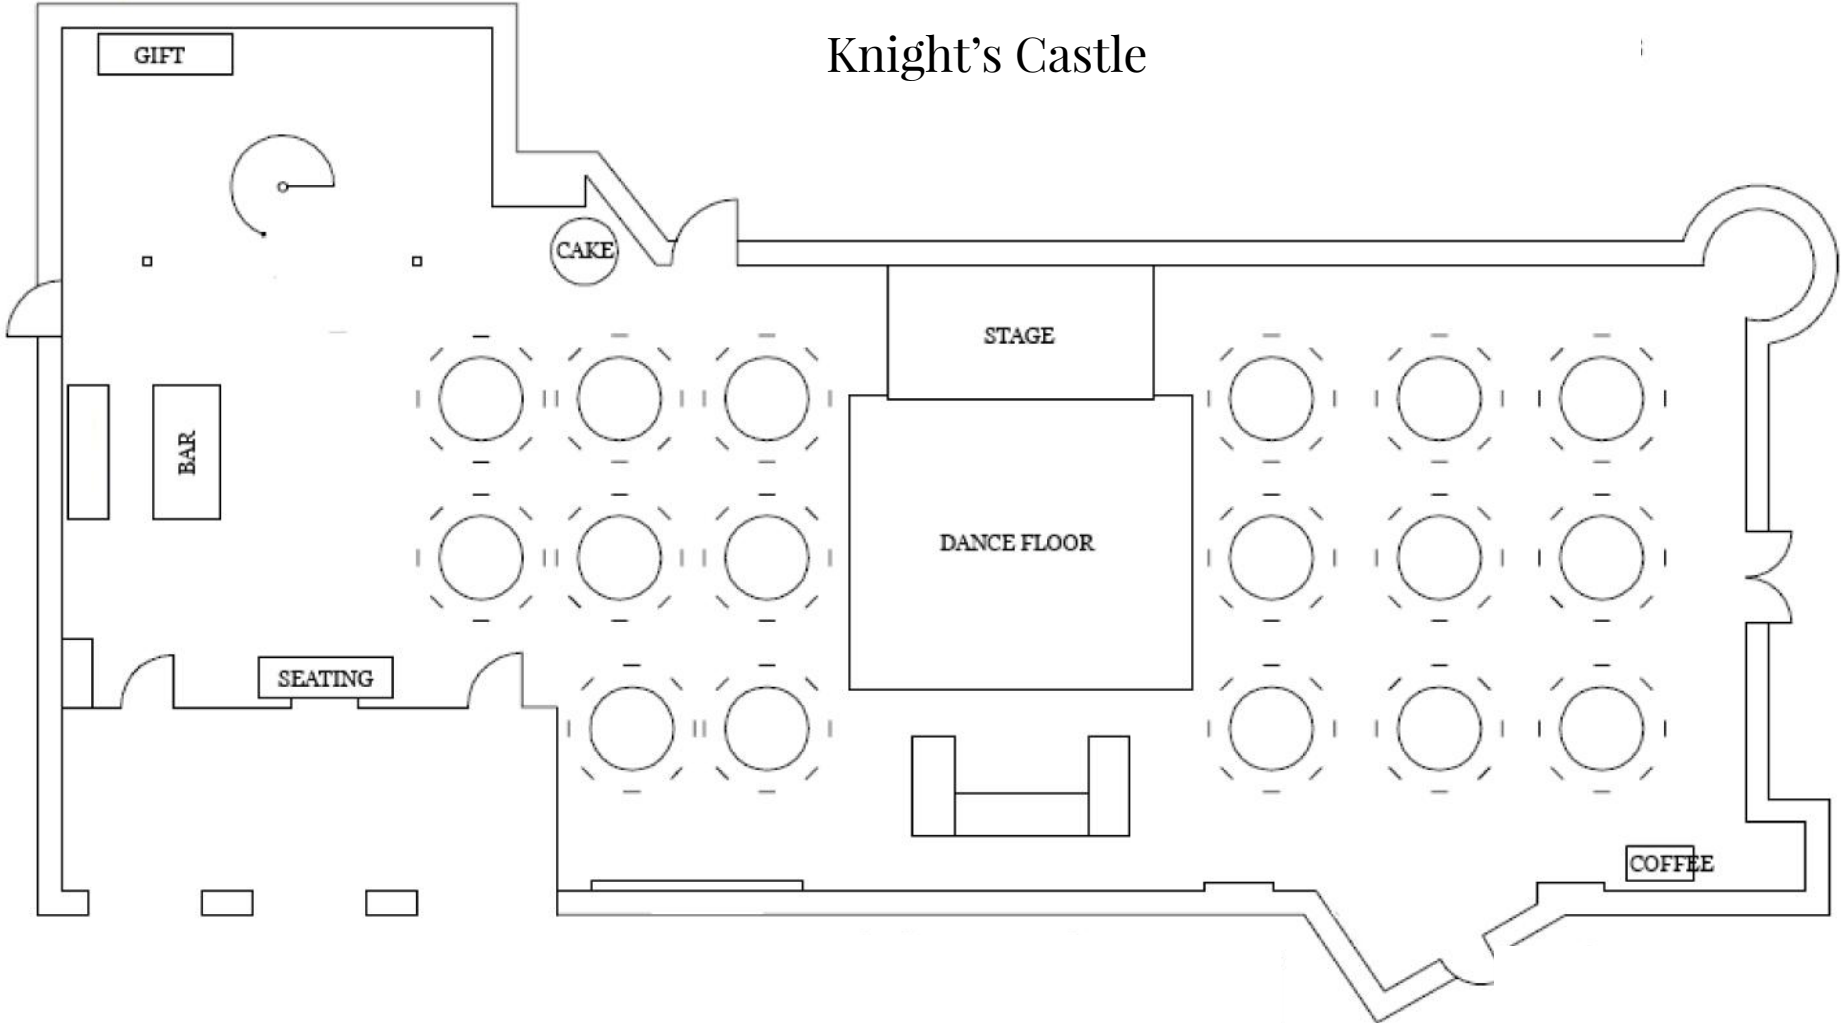 Knight’s Castle
GIFT
CAKE
STAGE
BAR
DANCE FLOOR
SEATING
COFFEE